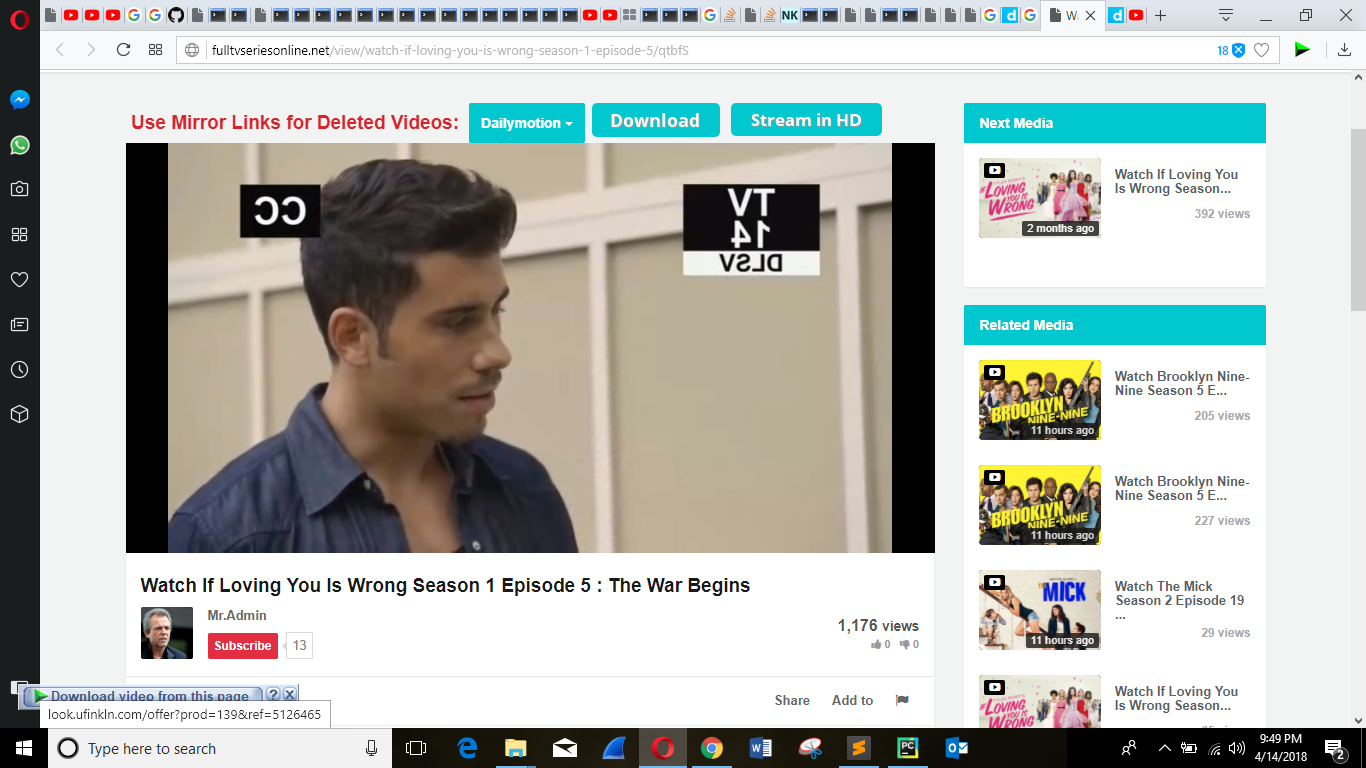 NK
Wa
fulltvseriesonline.net/view/watch-if-loving-you-is-wrong-season-1-episode-5/qtbfS
18
Use Mirror Links for Deleted Videos:
Dailymotion
Download
Stream in HD
CC
TV
14
DLSV
Watch If Loving You Is Wrong Season 1 Episode 5 : The War Begins
Mr.Admin
Subscribe
13
1,176 views
0
0
Share
Add to
Next Media
IF LOVING YOU IS WRONG
2 months ago
Watch If Loving You
Is Wrong Season...
392 views
Related Media
BROOKLYN
NINE-NINE
11 hours ago
Watch Brooklyn Nine-
Nine Season 5 E...
205 views
BROOKLYN
NINE-NINE
11 hours ago
Watch Brooklyn Nine-
Nine Season 5 E...
227 views
THE MICK
11 hours ago
Watch The Mick
Season 2 Episode 19
...
29 views
IF LOVING YOU IS WRONG
Watch If Loving You
Is Wrong Season...
Download video from this page
?
X
look.ufinkln.com/offer?prod=139&ref=5126465
Type here to search
9:49 PM
4/14/2018
2